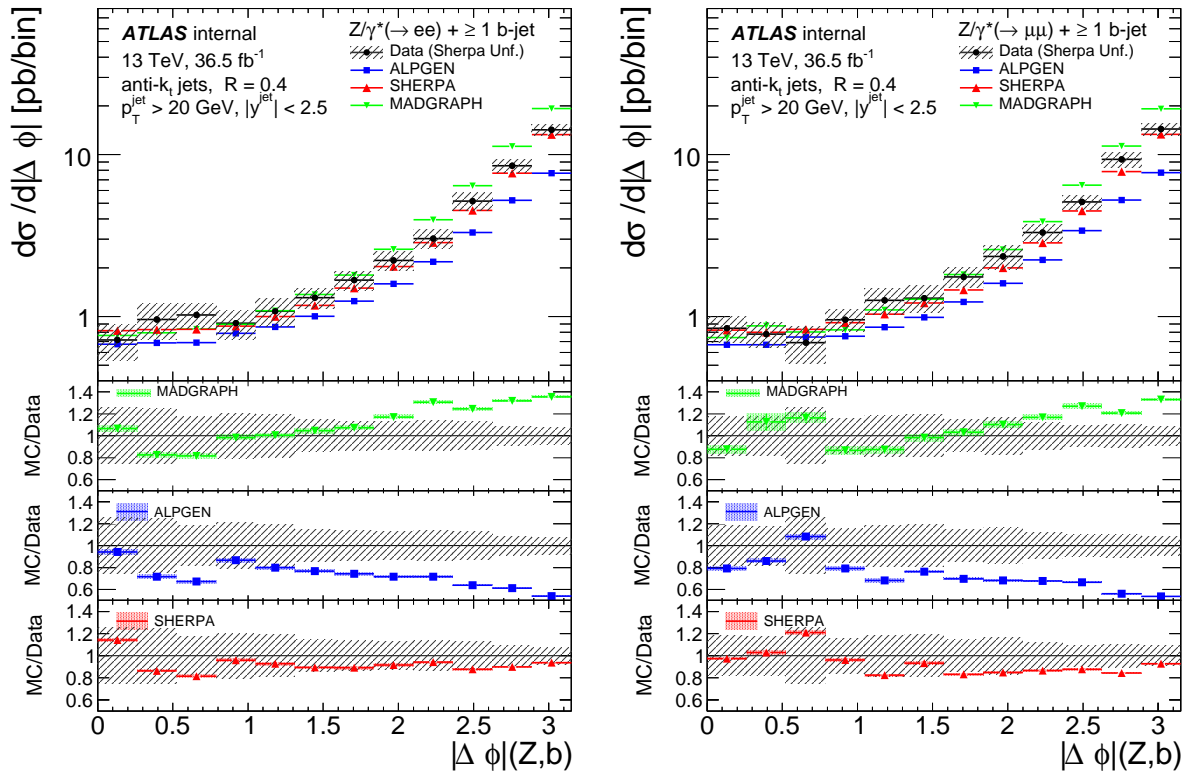 dσ /d|Δ ϕ| [pb/bin]
10
1
ATLAS internal
13 TeV, 36.5 fb-1
anti-kt jets, R = 0.4
pTjet > 20 GeV, |yjet| < 2.5
Z/γ*(→ ee) + ≥ 1 b-jet
Data (Sherpa Unf.)
ALPGEN
SHERPA
MADGRAPH
MC/Data
1.4
1.2
1
0.8
0.6
MADGRAPH
MC/Data
1.4
1.2
1
0.8
0.6
ALPGEN
MC/Data
1.4
1.2
1
0.8
0.6
SHERPA
0 0.5 1 1.5 2 2.5 3
|Δ ϕ|(Z,b)
dσ /d|Δ ϕ| [pb/bin]
10
1
ATLAS internal
13 TeV, 36.5 fb-1
anti-kt jets, R = 0.4
pTjet > 20 GeV, |yjet| < 2.5
Z/γ*(→ μμ) + ≥ 1 b-jet
Data (Sherpa Unf.)
ALPGEN
SHERPA
MADGRAPH
MC/Data
1.4
1.2
1
0.8
0.6
MADGRAPH
MC/Data
1.4
1.2
1
0.8
0.6
ALPGEN
MC/Data
1.4
1.2
1
0.8
0.6
SHERPA
0 0.5 1 1.5 2 2.5 3
|Δ ϕ|(Z,b)